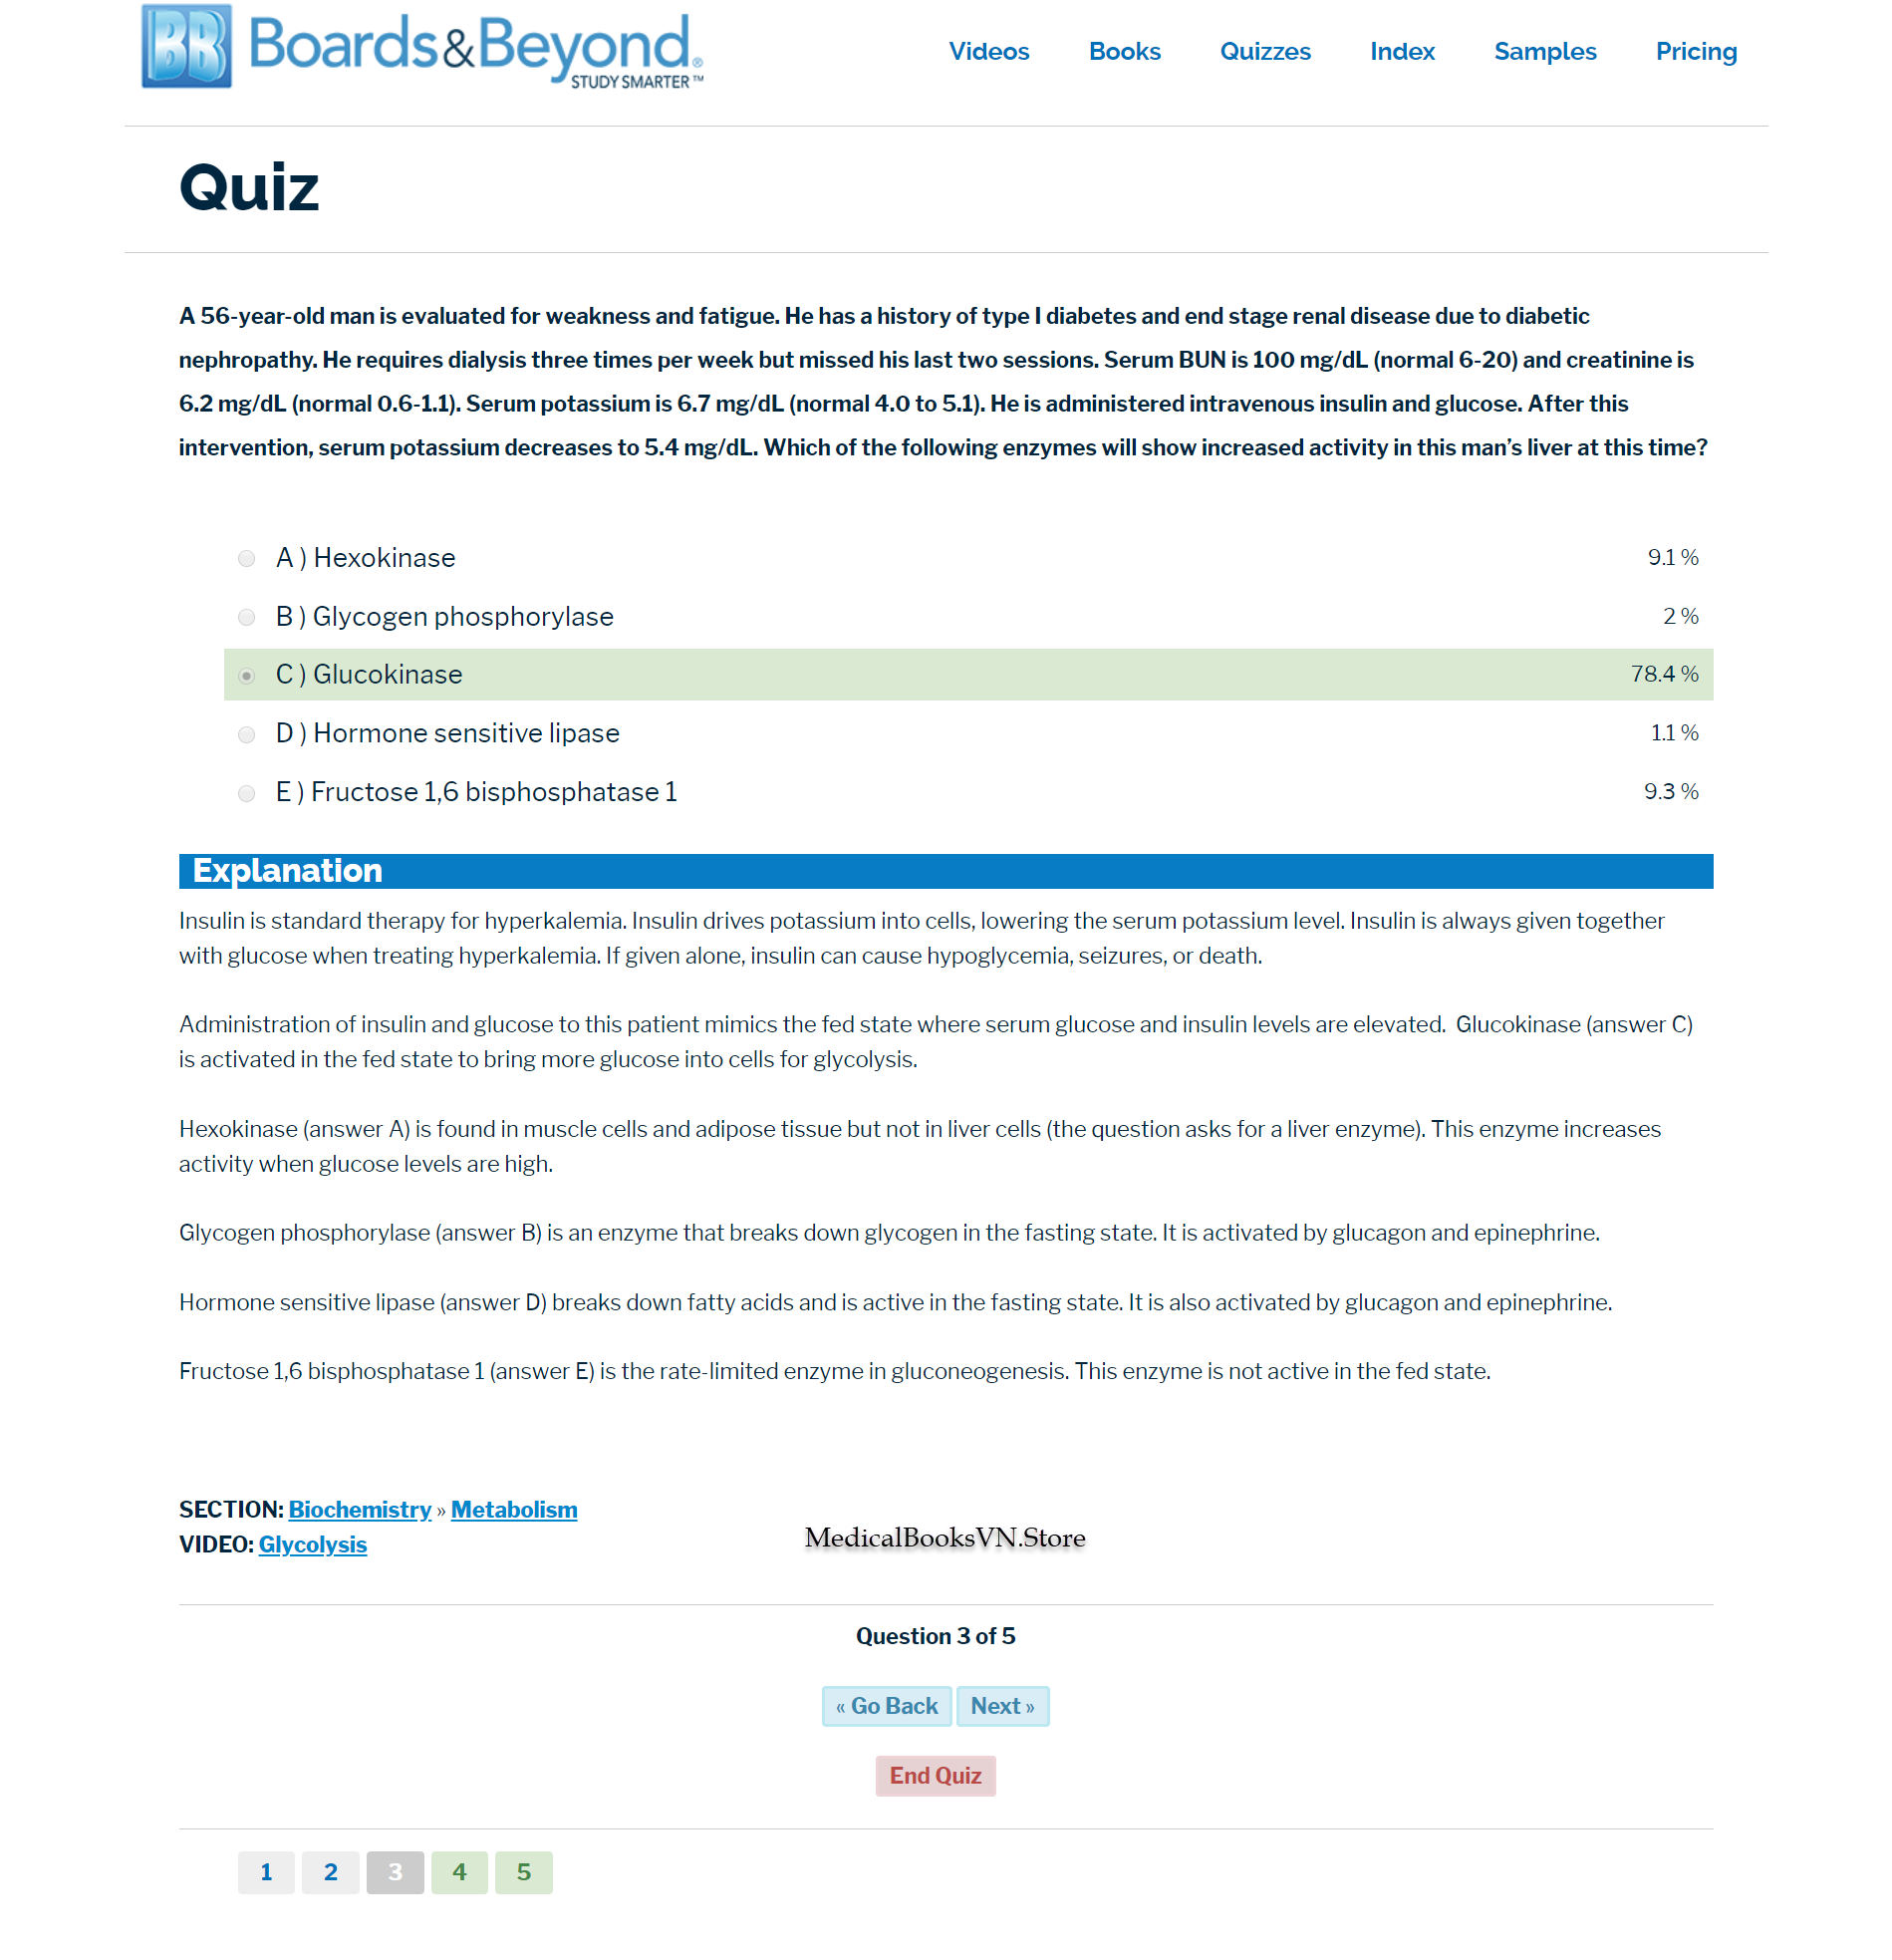 BB Boards&Beyond®
STUDY SMARTER™
Videos Books Quizzes Index Samples Pricing
Quiz
A 56-year-old man is evaluated for weakness and fatigue. He has a history of type I diabetes and end stage renal disease due to diabetic
nephropathy. He requires dialysis three times per week but missed his last two sessions. Serum BUN is 100 mg/dL (normal 6-20) and creatinine is
6.2 mg/dL (normal 0.6-1.1). Serum potassium is 6.7 mg/dL (normal 4.0 to 5.1). He is administered intravenous insulin and glucose. After this
intervention, serum potassium decreases to 5.4 mg/dL. Which of the following enzymes will show increased activity in this man’s liver at this time?
A ) Hexokinase 9.1 %
B ) Glycogen phosphorylase 2 %
C ) Glucokinase 78.4 %
D ) Hormone sensitive lipase 1.1 %
E ) Fructose 1,6 bisphosphatase 1 9.3 %
Explanation
Insulin is standard therapy for hyperkalemia. Insulin drives potassium into cells, lowering the serum potassium level. Insulin is always given together
with glucose when treating hyperkalemia. If given alone, insulin can cause hypoglycemia, seizures, or death.
Administration of insulin and glucose to this patient mimics the fed state where serum glucose and insulin levels are elevated. Glucokinase (answer C)
is activated in the fed state to bring more glucose into cells for glycolysis.
Hexokinase (answer A) is found in muscle cells and adipose tissue but not in liver cells (the question asks for a liver enzyme). This enzyme increases
activity when glucose levels are high.
Glycogen phosphorylase (answer B) is an enzyme that breaks down glycogen in the fasting state. It is activated by glucagon and epinephrine.
Hormone sensitive lipase (answer D) breaks down fatty acids and is active in the fasting state. It is also activated by glucagon and epinephrine.
Fructose 1,6 bisphosphatase 1 (answer E) is the rate-limited enzyme in gluconeogenesis. This enzyme is not active in the fed state.
SECTION: Biochemistry » Metabolism
VIDEO: Glycolysis
MedicalBooksVN.Store
Question 3 of 5
« Go Back Next »
End Quiz
1 2 3 4 5